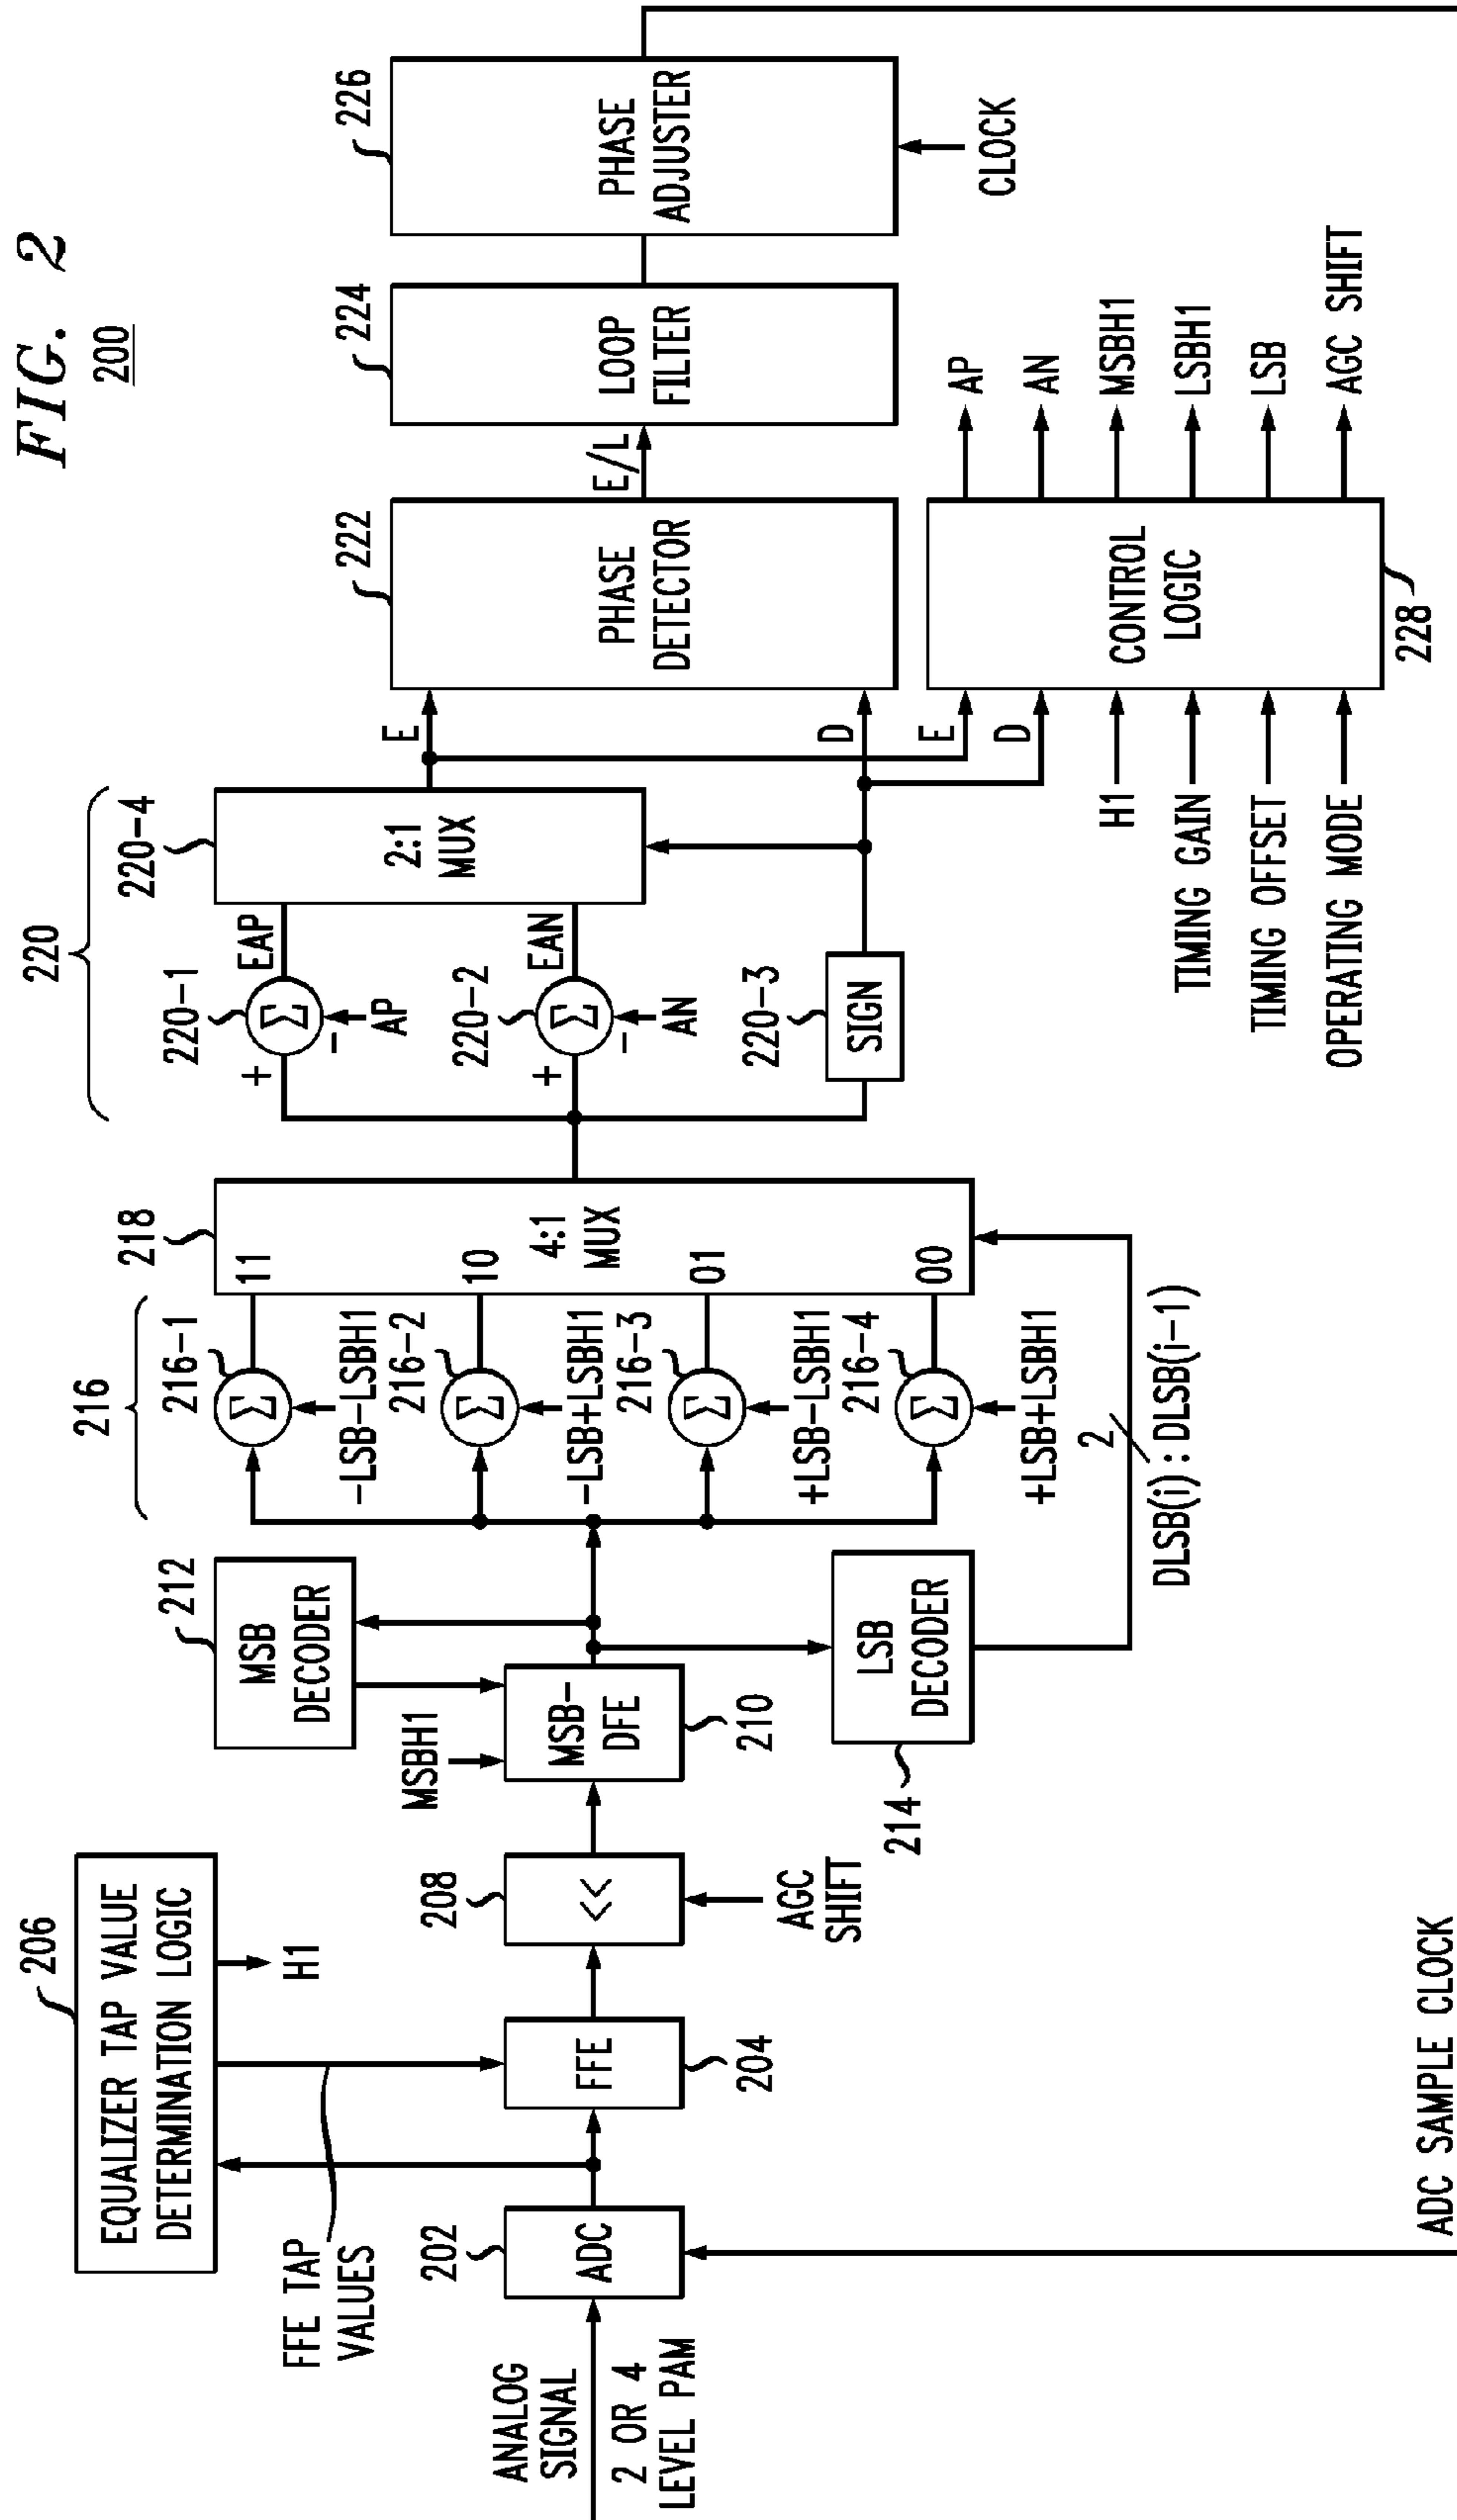 FIG. 2
200
206
EQUALIZER TAP VALUE
DETERMINATION LOGIC
H1
FFE TAP
VALUES
ANALOG
SIGNAL
2 OR 4
LEVEL PAM
202
ADC
FFE
204
208
<<
AGC
SHIFT
MSBH1
MSB-
DFE
210
212
MSB
DECODER
LSB
DECODER
214
216
216-1
Σ
-LSB-LSBH1
216-2
Σ
-LSB+LSBH1
216-3
Σ
+LSB-LSBH1
216-4
Σ
+LSB+LSBH1
2
DLSB(i):DLSB(i-1)
218
11
10
4:1
MUX
01
00
220
220-1
+
Σ
-
AP
EAP
220-2
+
Σ
-
AN
EAN
220-3
SIGN
220-4
2:1
MUX
E
D
E
D
222
PHASE
DETECTOR
E/L
224
LOOP
FILTER
226
PHASE
ADJUSTER
CLOCK
H1
TIMING GAIN
TIMING OFFSET
OPERATING MODE
CONTROL
LOGIC
228
AP
AN
MSBH1
LSBH1
LSB
AGC SHIFT
ADC SAMPLE CLOCK